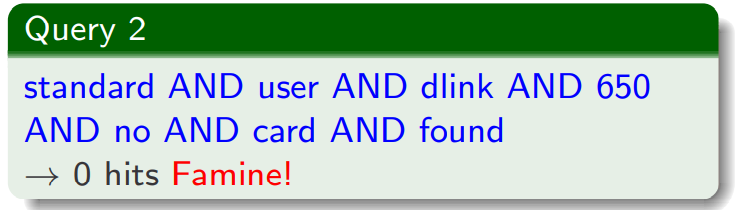 Query 2
standard AND user AND dlink AND 650
AND no AND card AND found
→ 0 hits Famine!